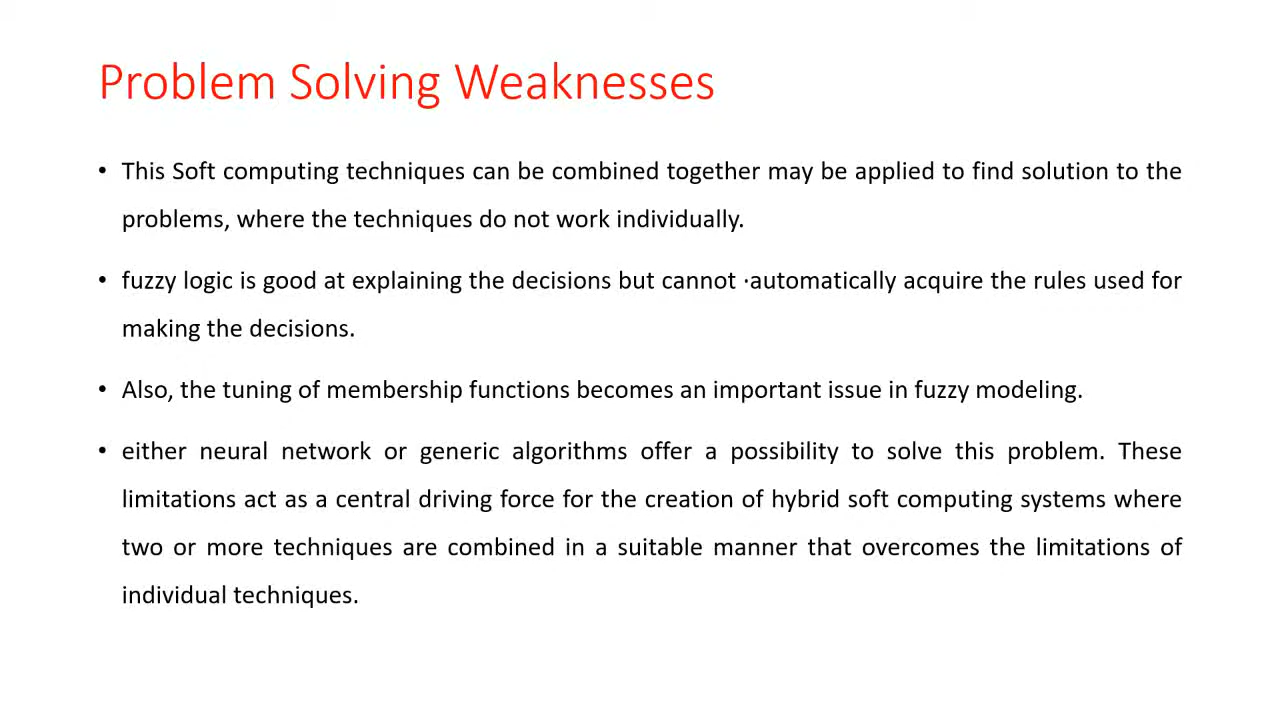 Problem Solving Weaknesses
• This Soft computing techniques can be combined together may be applied to find solution to the
problems, where the techniques do not work individually.
• fuzzy logic is good at explaining the decisions but cannot ·automatically acquire the rules used for
making the decisions.
• Also, the tuning of membership functions becomes an important issue in fuzzy modeling.
• either neural network or generic algorithms offer a possibility to solve this problem. These
limitations act as a central driving force for the creation of hybrid soft computing systems where
two or more techniques are combined in a suitable manner that overcomes the limitations of
individual techniques.